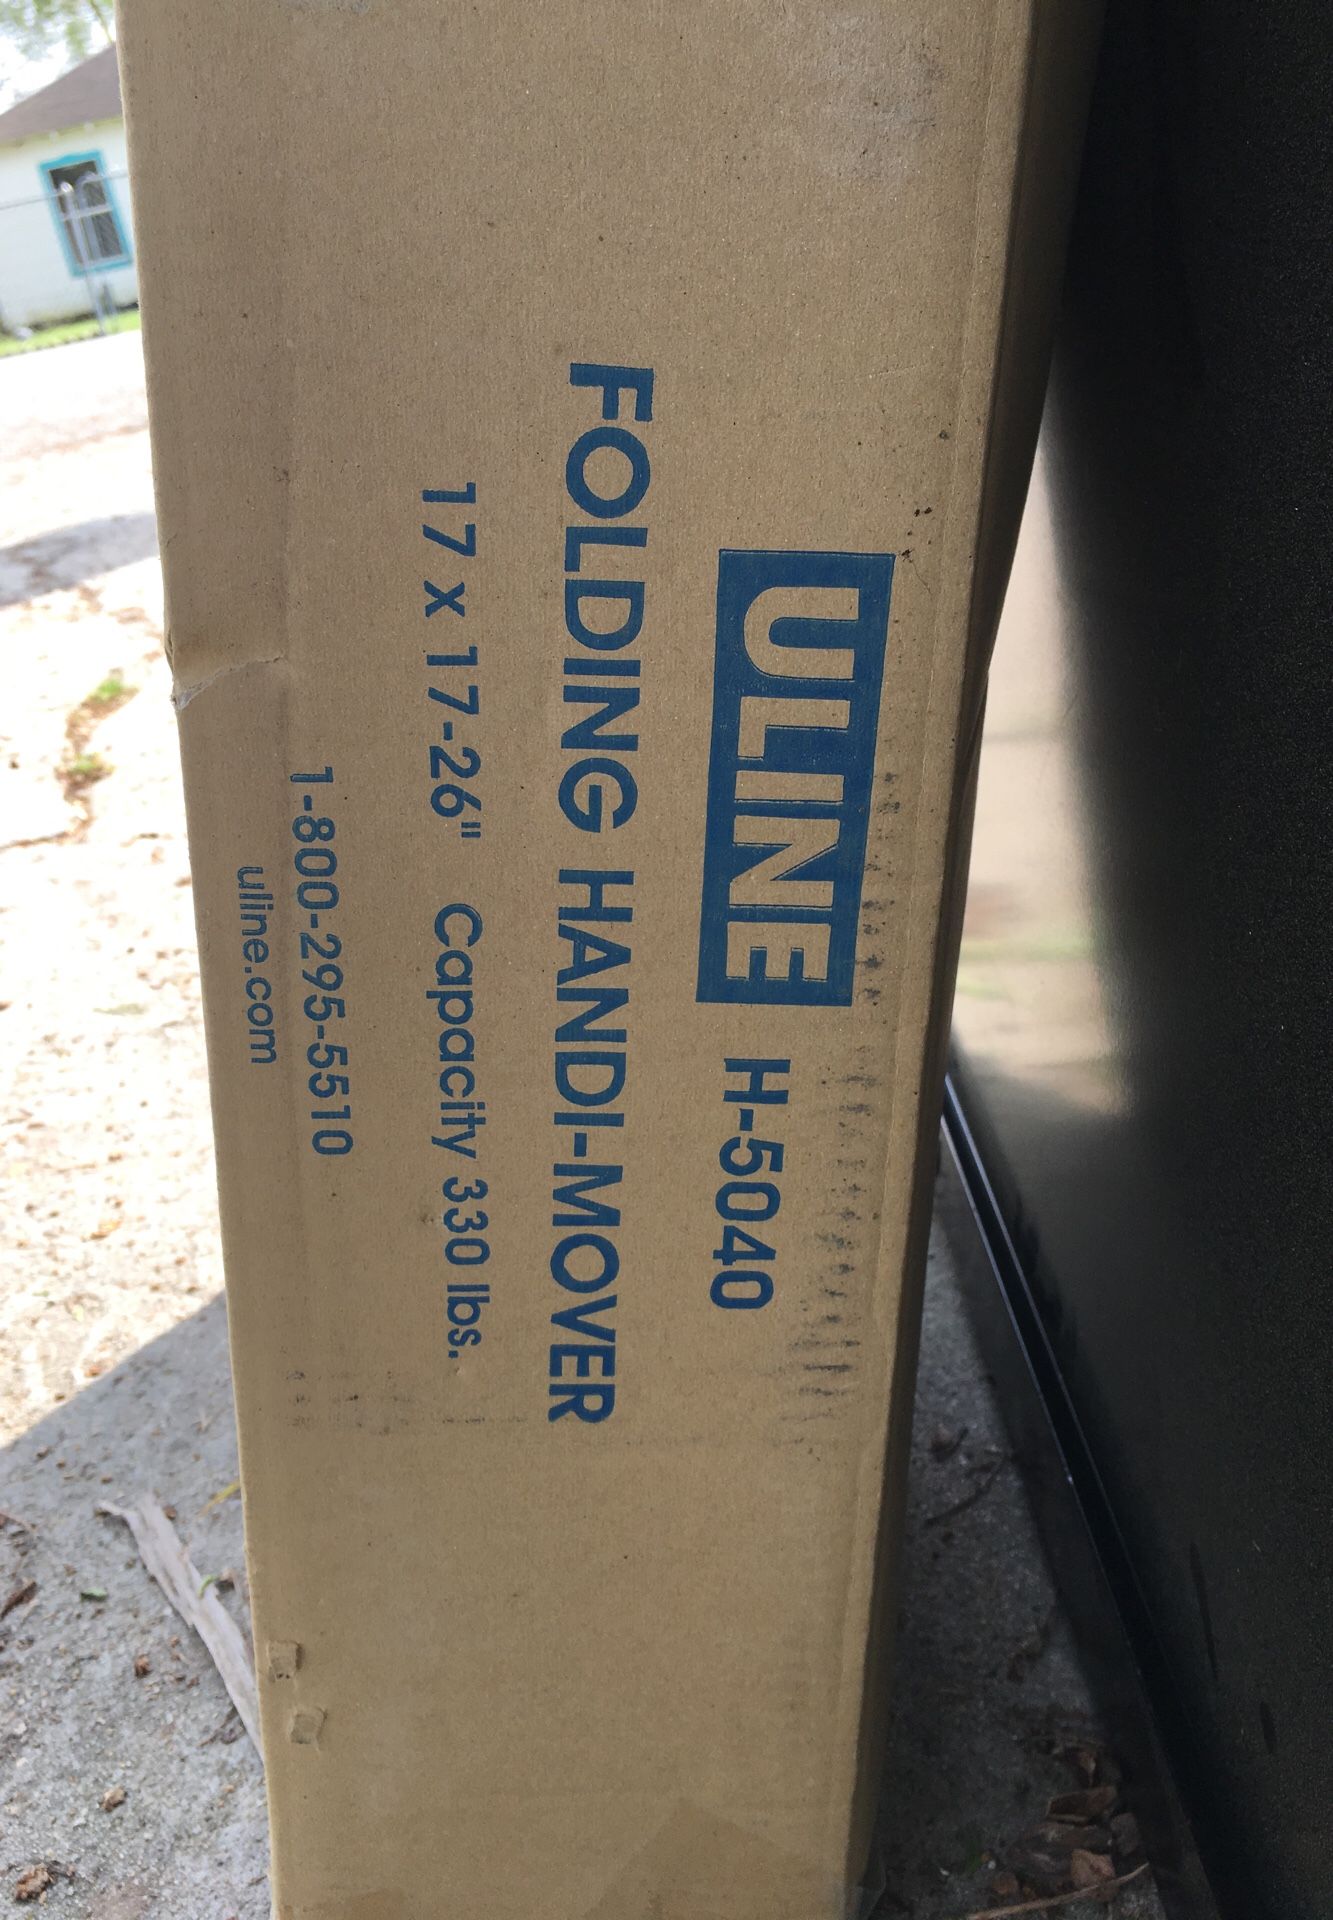 ULINE H-5040
FOLDING HANDI-MOVER
17 x 17-26" Capacity 330 lbs.
1-800-295-5510
uline.com